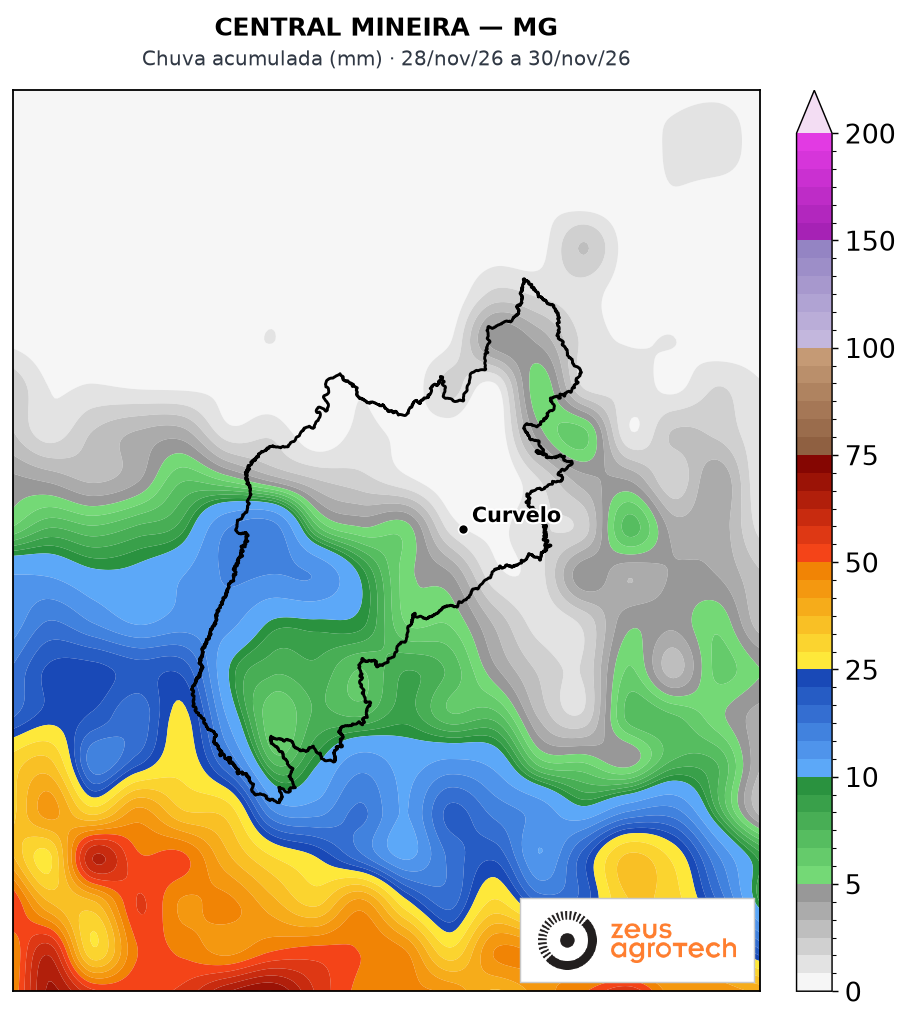 CENTRAL MINEIRA — MG
Chuva acumulada (mm) · 28/nov/26 a 30/nov/26
200
150
100
75
50
25
10
5
0
Curvelo
zeus
agrotech